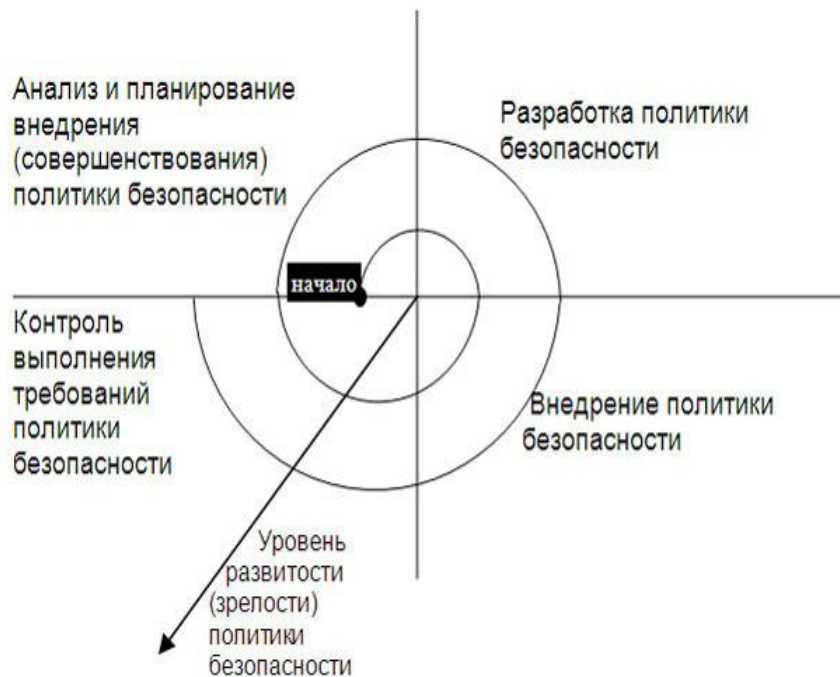 Анализ и планирование
внедрения
(совершенствования)
политики безопасности
Разработка политики
безопасности
начало
Контроль
выполнения
требований
политики
безопасности
Внедрение политики
безопасности
Уровень
развитости
(зрелости)
политики
безопасности